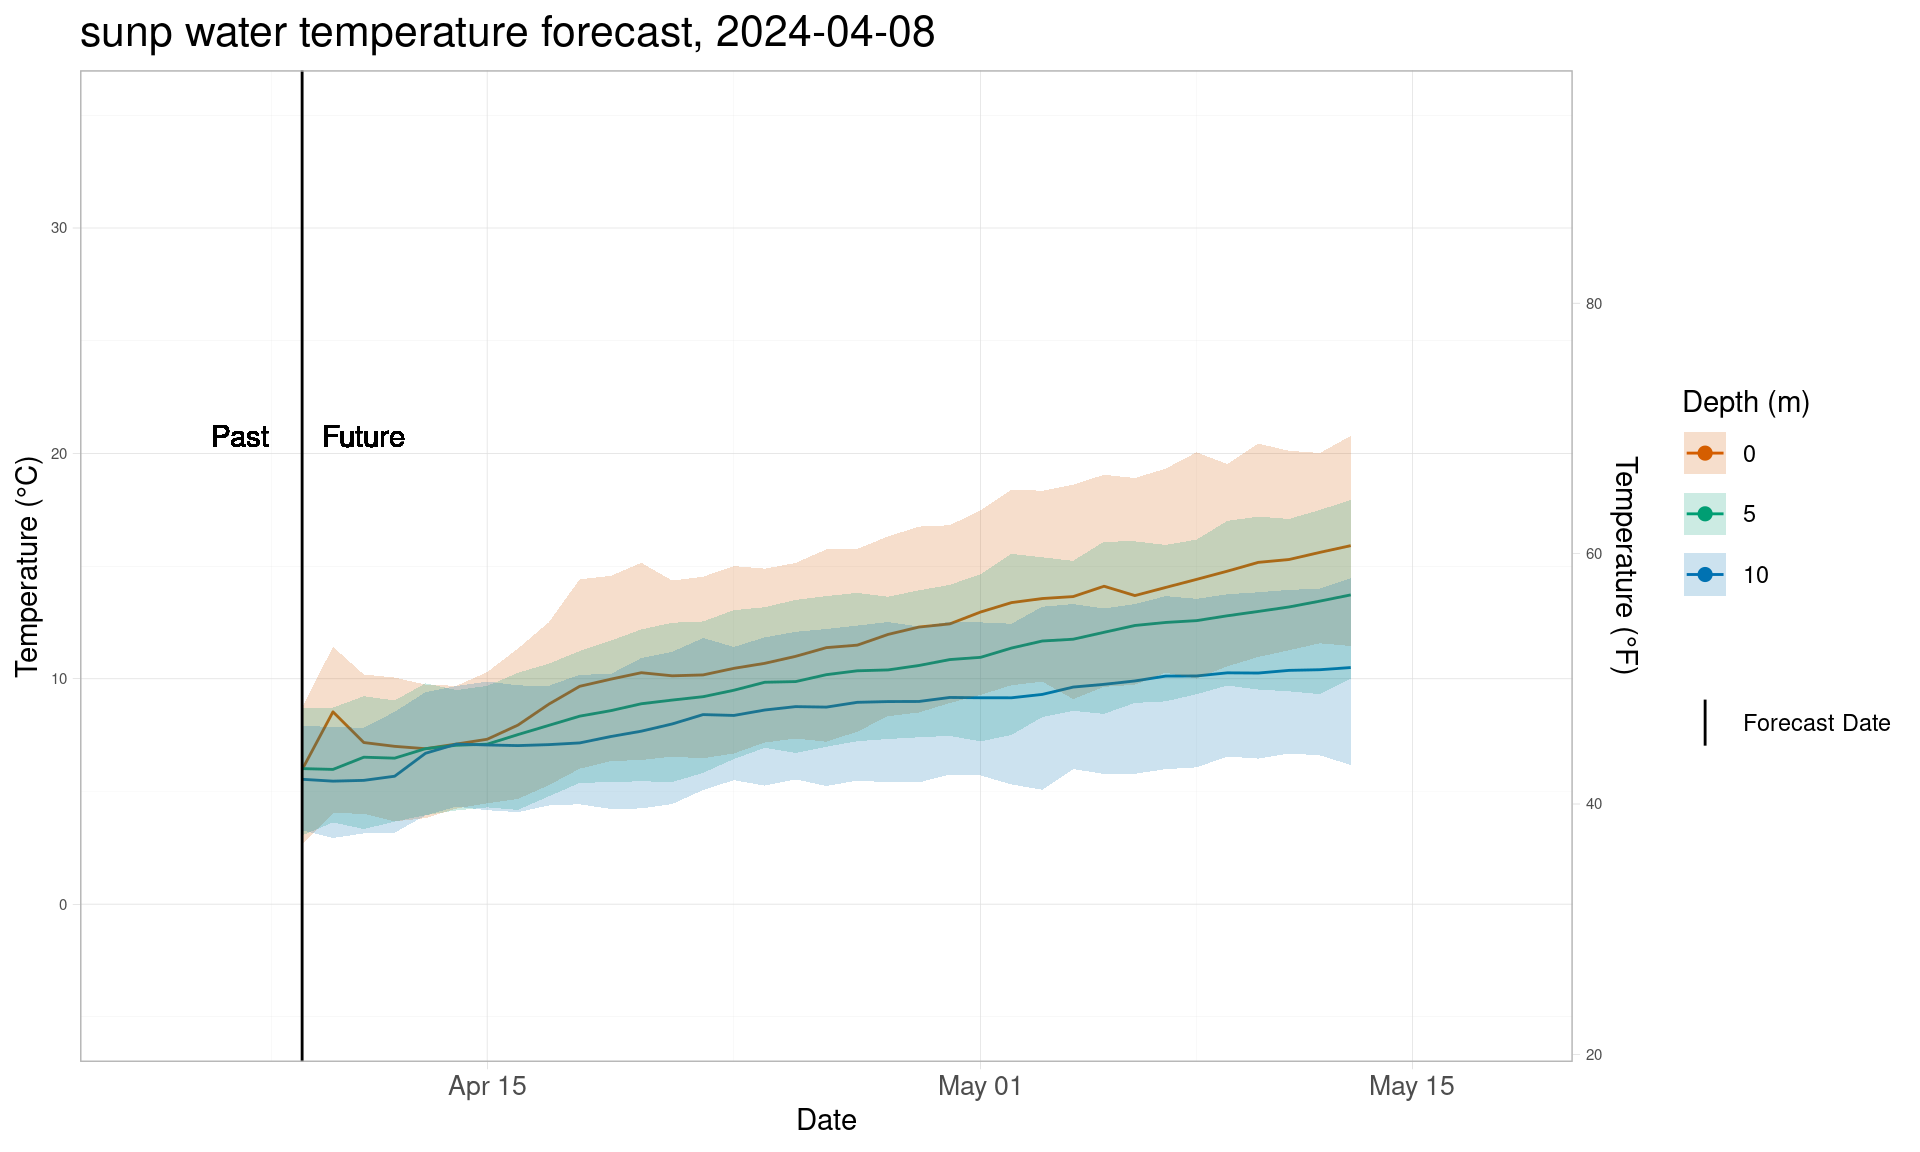 sunp water temperature forecast, 2024-04-08
Temperature (°C)
30
20
10
0
Past
Future
Apr 15
May 01
May 15
Date
80
60
40
20
Temperature (°F)
Depth (m)
0
5
10
Forecast Date